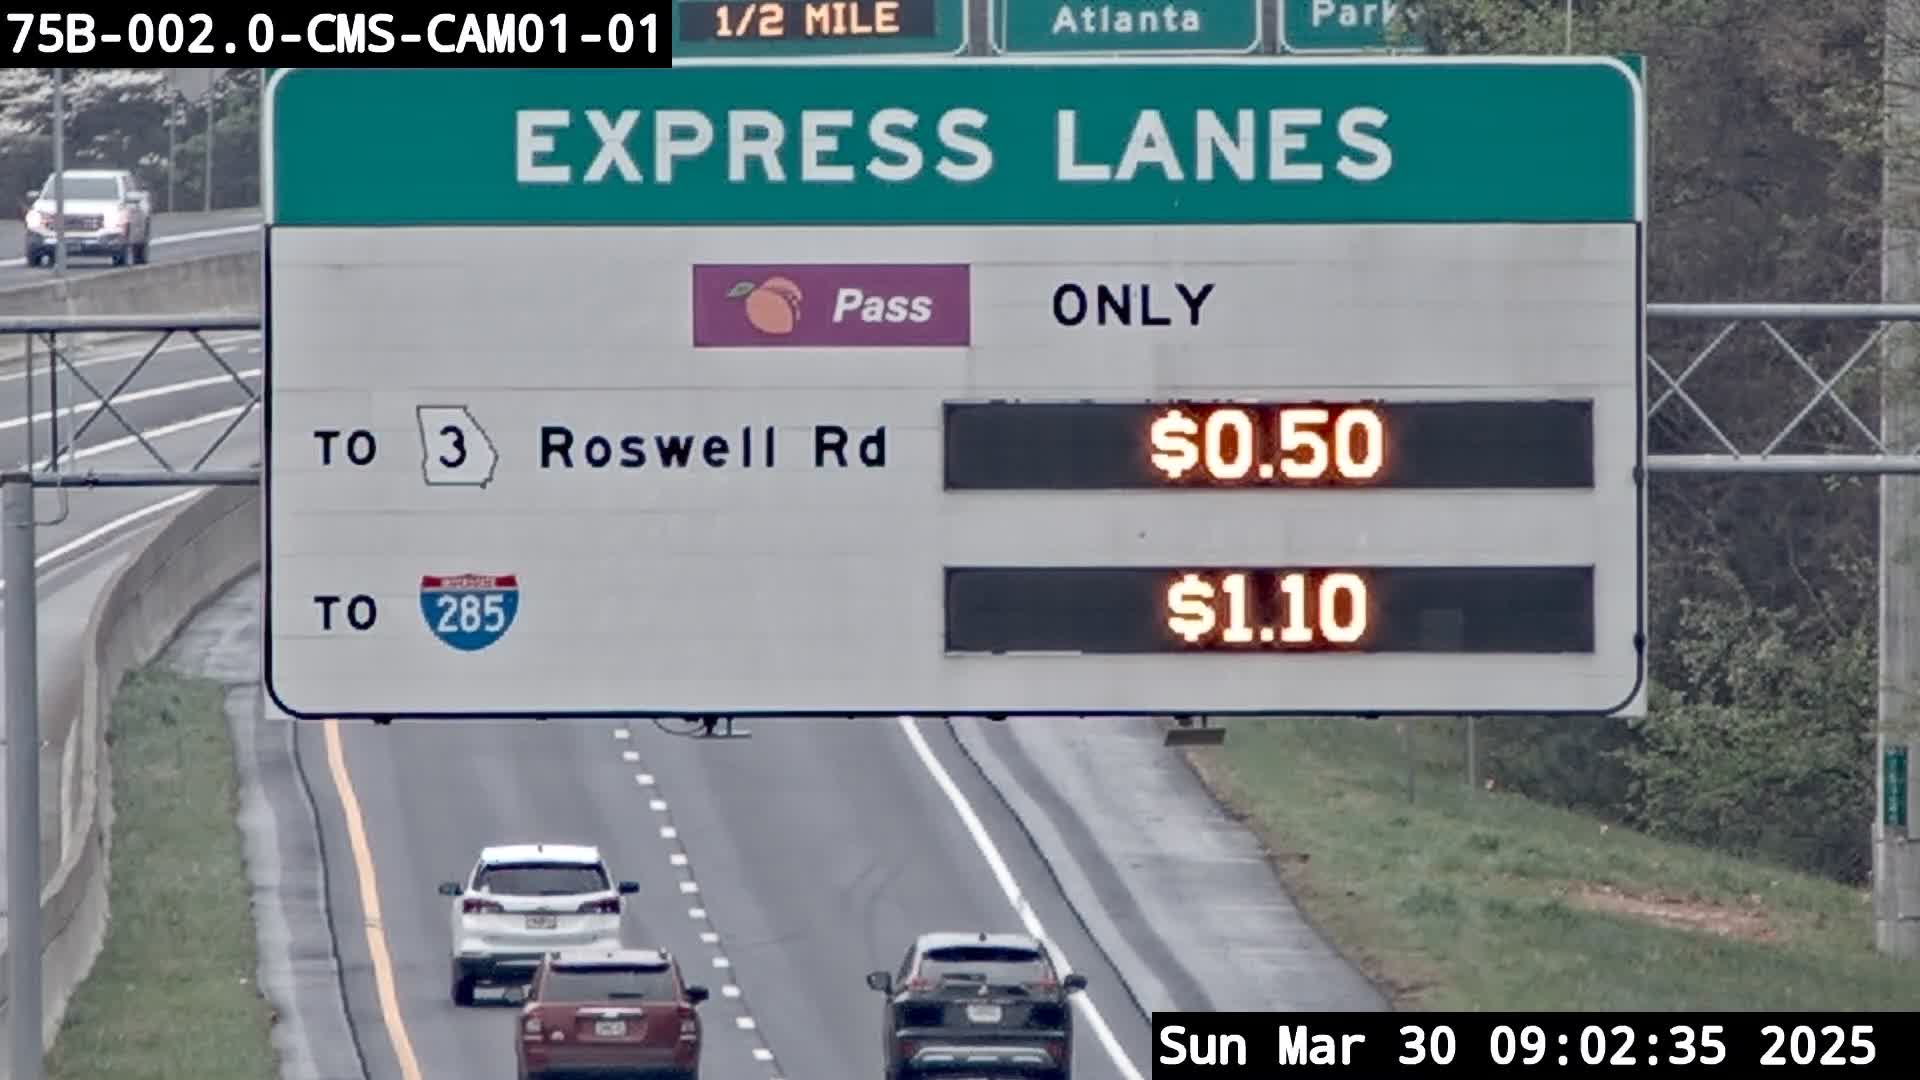 75B-002.0-CMS-CAM01-01
1/2 MILE
Atlanta
EXPRESS LANES
Pass ONLY
TO 3 Roswell Rd $0.50
TO 285 $1.10
Sun Mar 30 09:02:35 2025